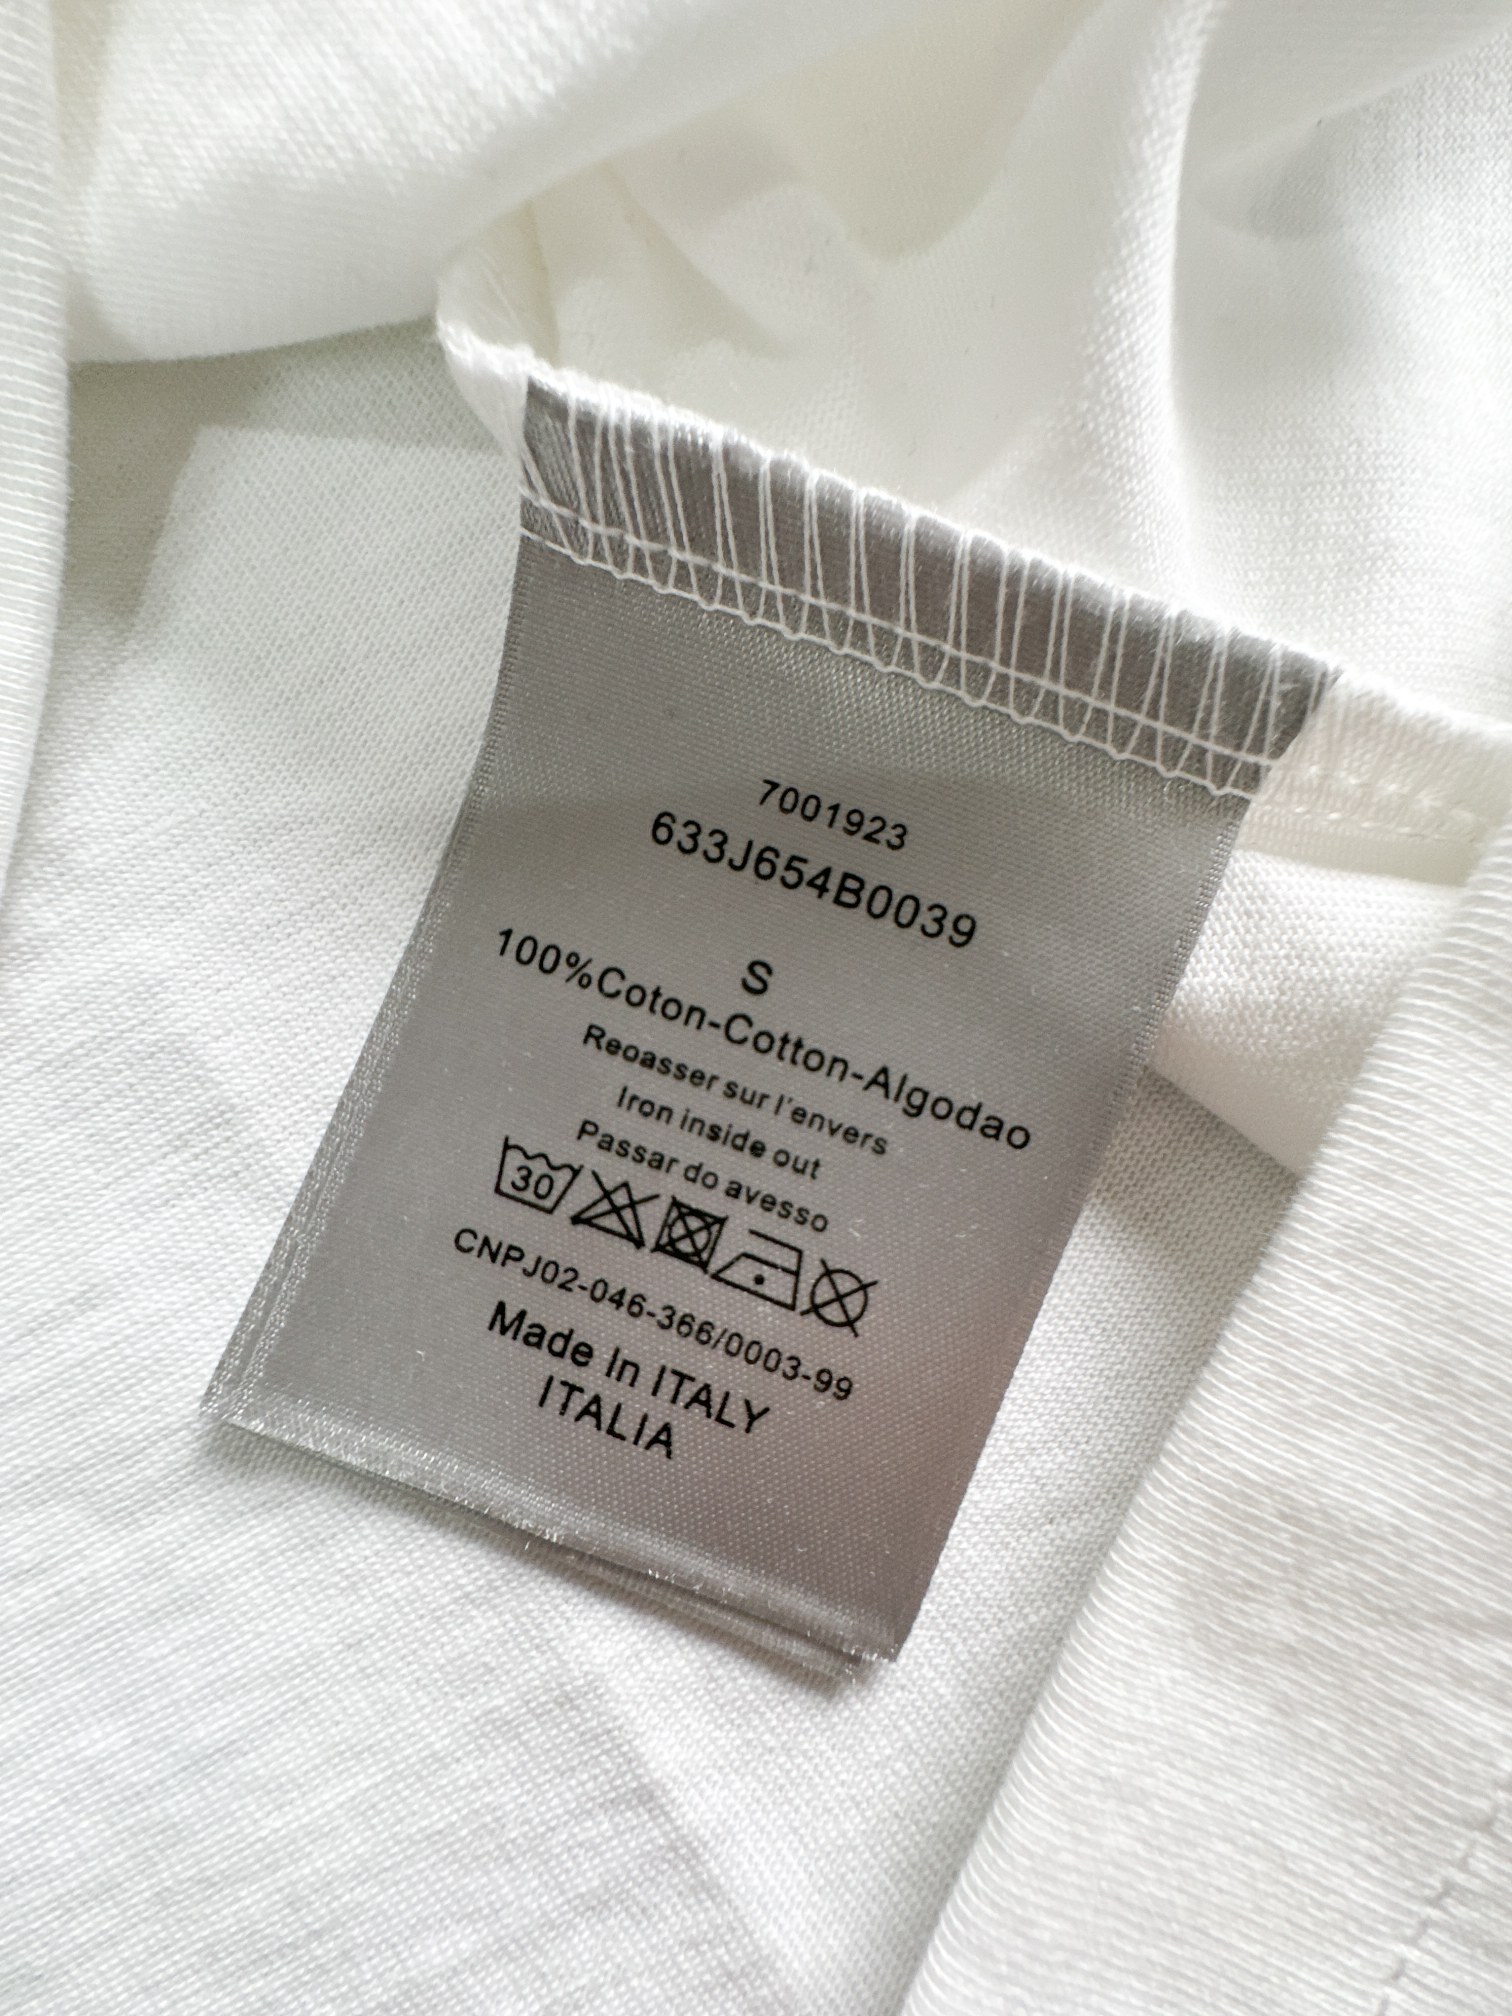 7001923
633J654B0039
S
100%Coton-Cotton-Algodao
Reoasser sur l'envers
Iron inside out
Passar do avesso
30
CNPJ02-046-366/0003-99
Made In ITALY
ITALIA